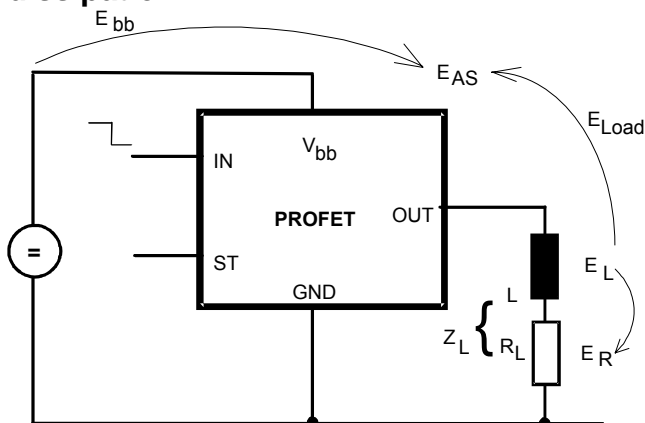 E bb
E AS
E Load
V bb
IN
PROFET
OUT
ST
GND
=
L
E L
Z L { R L
E R